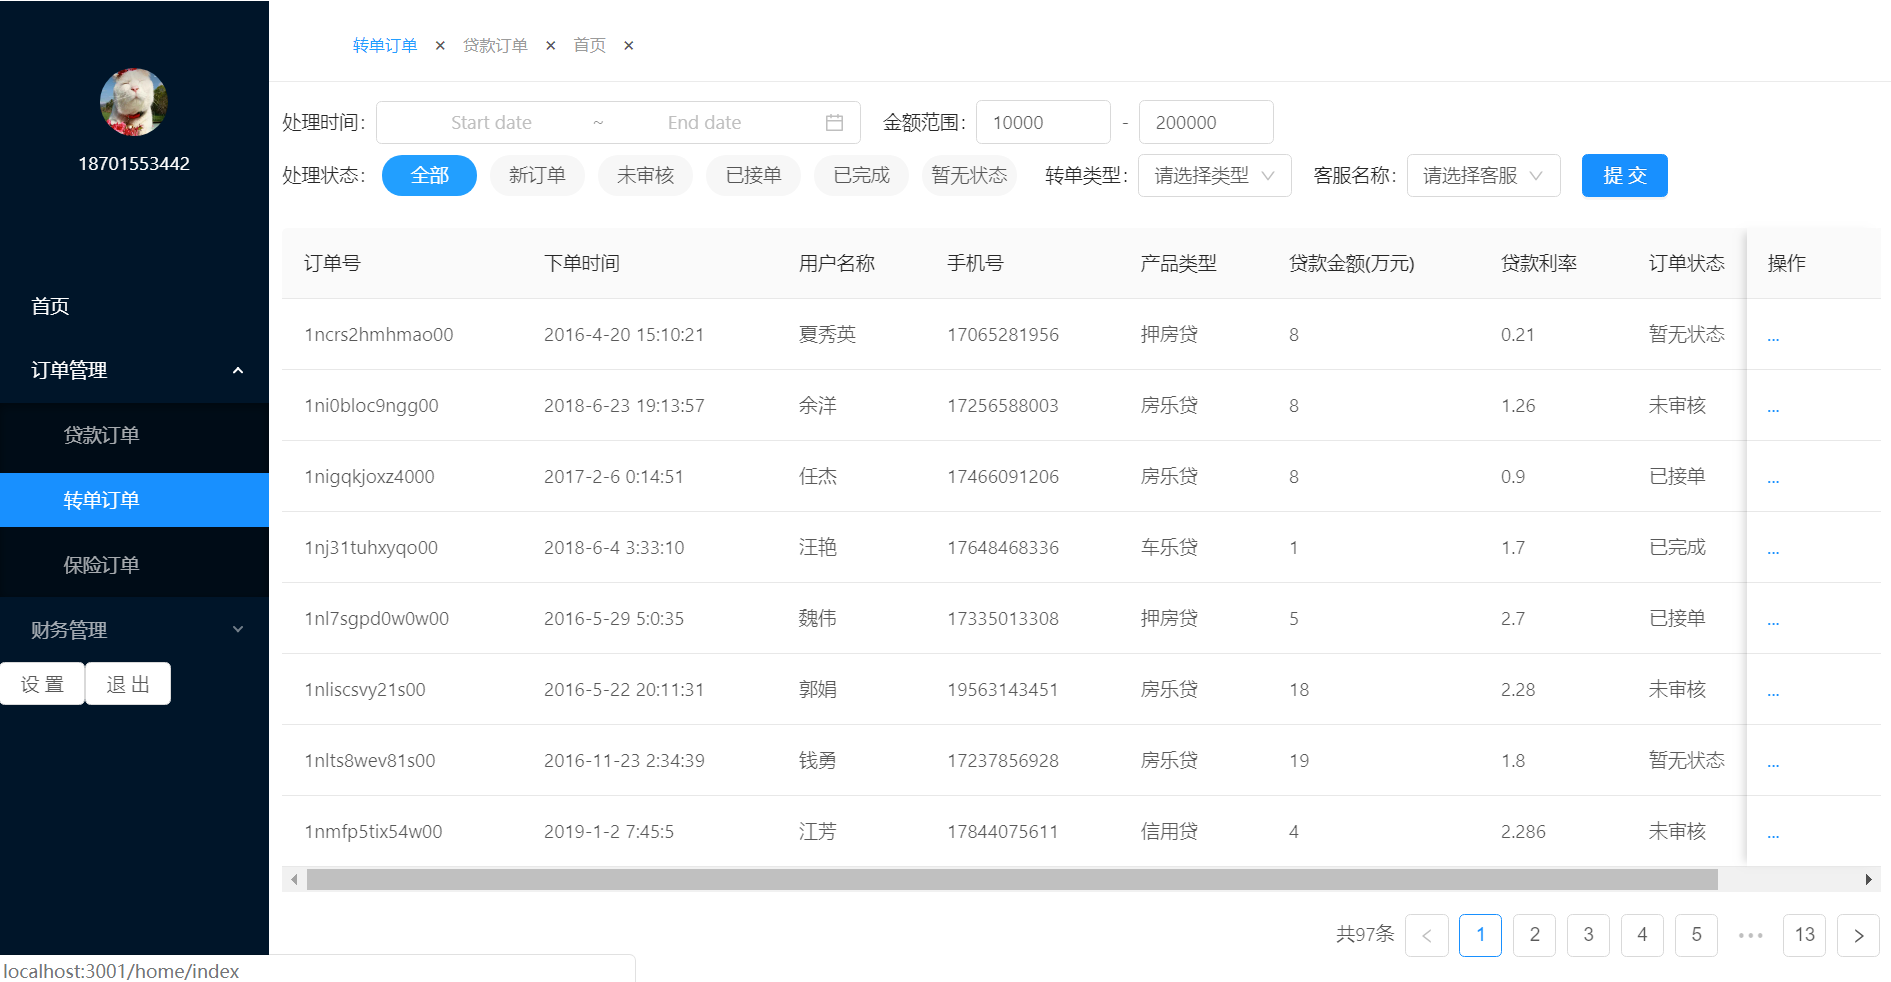 转单订单 × 贷款订单 × 首页 ×
18701553442
首页
订单管理
贷款订单
转单订单
保险订单
财务管理
设 置 退 出
处理时间: Start date ~ End date 金额范围: 10000 - 200000
处理状态: 全部 新订单 未审核 已接单 已完成 暂无状态 转单类型: 请选择类型 客服名称: 请选择客服 提 交
订单号 下单时间 用户名称 手机号 产品类型 贷款金额(万元) 贷款利率 订单状态 操作
1ncrs2hmhmao00 2016-4-20 15:10:21 夏秀英 17065281956 押房贷 8 0.21 暂无状态 ...
1ni0bloc9ngg00 2018-6-23 19:13:57 余洋 17256588003 房乐贷 8 1.26 未审核 ...
1nigqkjoxz4000 2017-2-6 0:14:51 任杰 17466091206 房乐贷 8 0.9 已接单 ...
1nj31tuhxyqo00 2018-6-4 3:33:10 汪艳 17648468336 车乐贷 1 1.7 已完成 ...
1nl7sgpd0w0w00 2016-5-29 5:0:35 魏伟 17335013308 押房贷 5 2.7 已接单 ...
1nliscsvy21s00 2016-5-22 20:11:31 郭娟 19563143451 房乐贷 18 2.28 未审核 ...
1nlts8wev81s00 2016-11-23 2:34:39 钱勇 17237856928 房乐贷 19 1.8 暂无状态 ...
1nmfp5tix54w00 2019-1-2 7:45:5 江芳 17844075611 信用贷 4 2.286 未审核 ...
共97条 < 1 2 3 4 5 ••• 13 >
localhost:3001/home/index